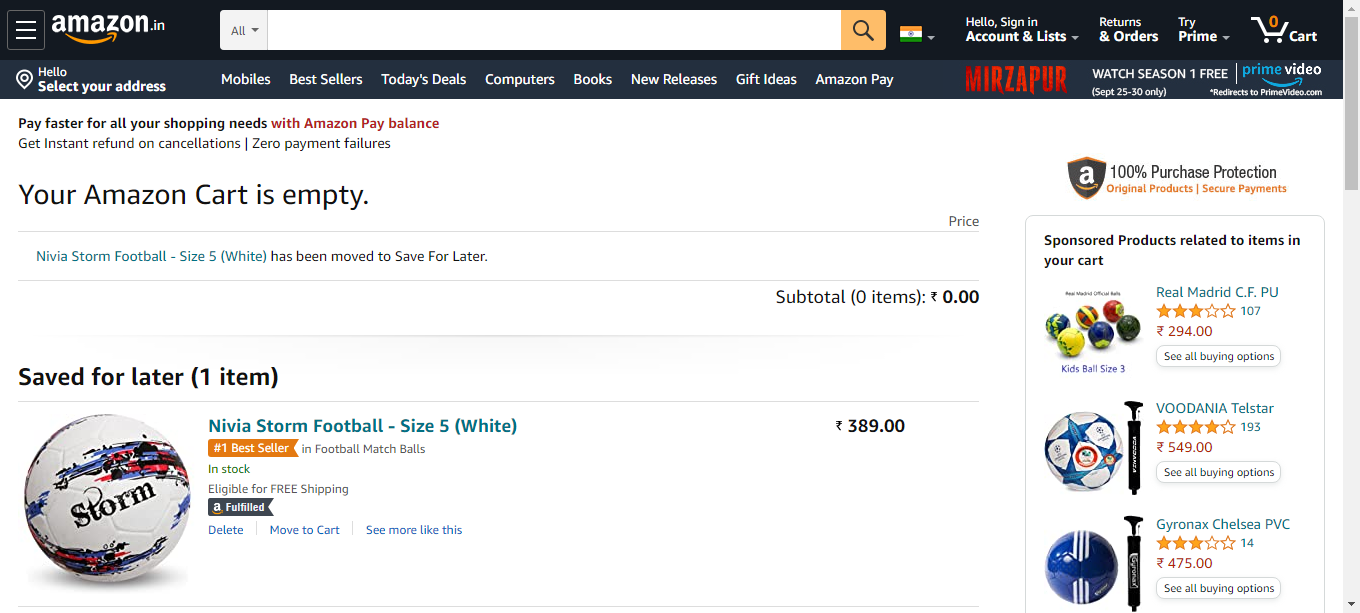 amazon.in
All
Hello, Sign in
Account & Lists
Returns
& Orders
Try
Prime
0
Cart
Hello
Select your address
Mobiles
Best Sellers
Today's Deals
Computers
Books
New Releases
Gift Ideas
Amazon Pay
MIRZAPUR
WATCH SEASON 1 FREE
(Sept 25-30 only)
prime video
*Redirects to PrimeVideo.com
Pay faster for all your shopping needs with Amazon Pay balance
Get Instant refund on cancellations | Zero payment failures
Your Amazon Cart is empty.
Price
Nivia Storm Football - Size 5 (White) has been moved to Save For Later.
Subtotal (0 items): ₹ 0.00
Saved for later (1 item)
Storm
Nivia Storm Football - Size 5 (White)
₹ 389.00
#1 Best Seller in Football Match Balls
In stock
Eligible for FREE Shipping
a Fulfilled
Delete
Move to Cart
See more like this
a
100% Purchase Protection
Original Products | Secure Payments
Sponsored Products related to items in
your cart
Real Madrid Official Balls
Kids Ball Size 3
Real Madrid C.F. PU
107
₹ 294.00
See all buying options
VOODANIA
VOODANIA Telstar
193
₹ 549.00
See all buying options
Gyronax
Gyronax Chelsea PVC
14
₹ 475.00
See all buying options